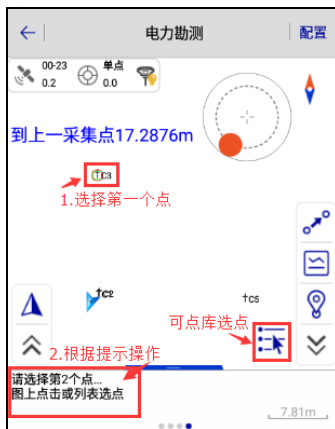 电力勘测
配置
00-23
0.2
单点
0.0
到上一采集点17.2876m
C3
1.选择第一个点
C2
C5
可点库选点
2.根据提示操作
请选择第2个点...
图上点击或列表选点
7.81m